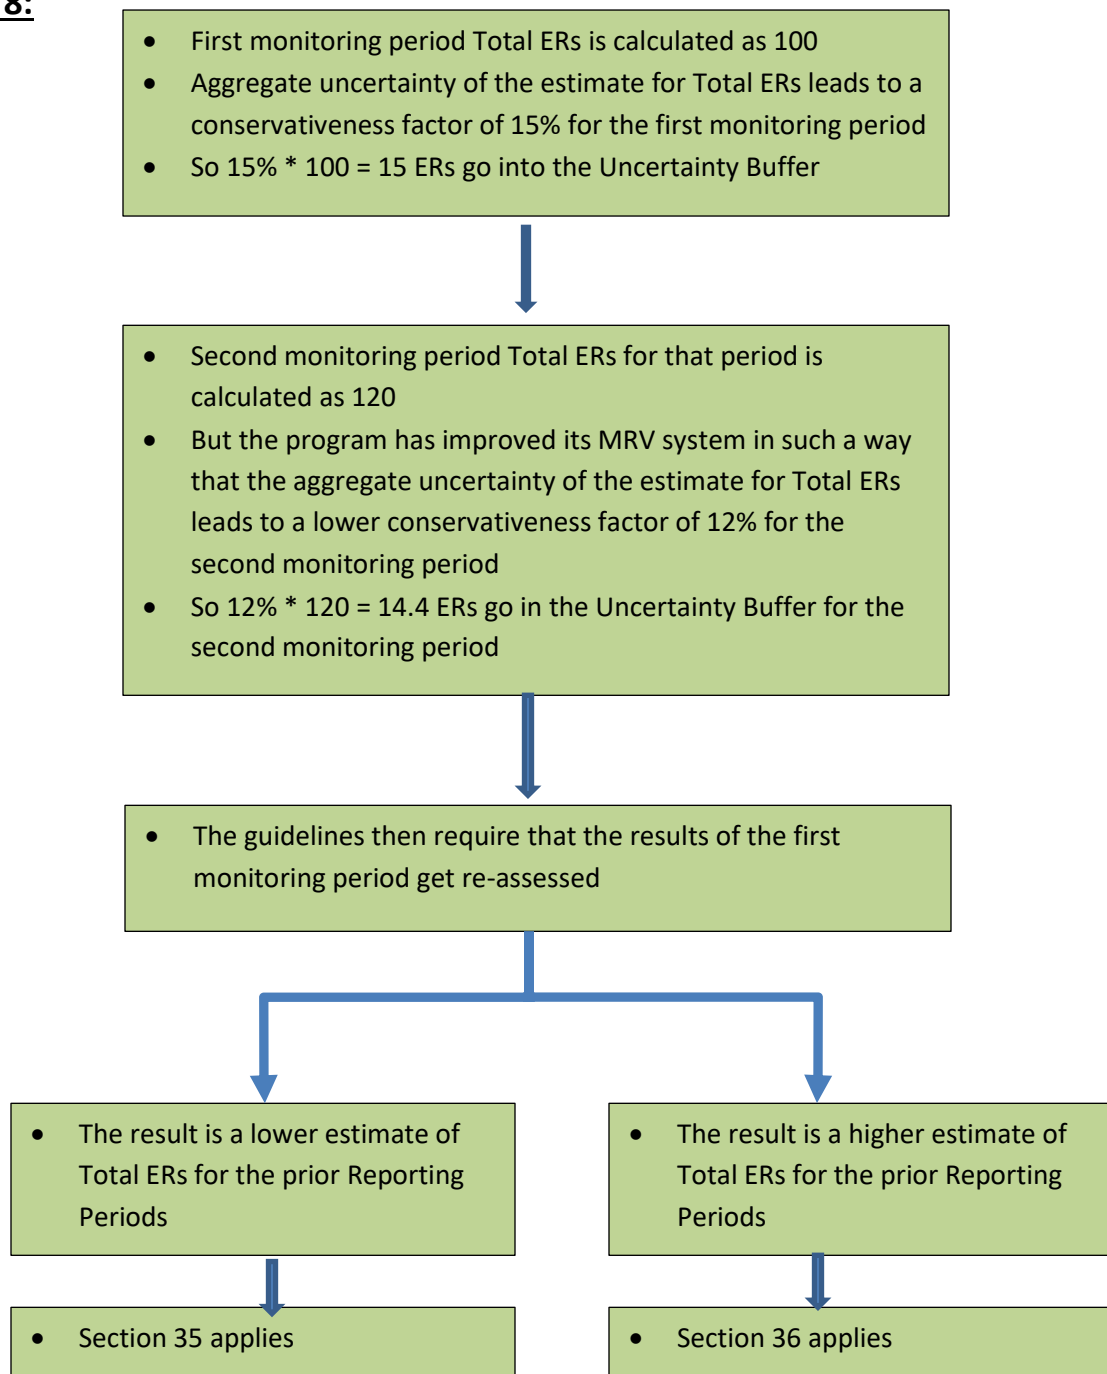 8:
• First monitoring period Total ERs is calculated as 100
• Aggregate uncertainty of the estimate for Total ERs leads to a
conservativeness factor of 15% for the first monitoring period
• So 15% * 100 = 15 ERs go into the Uncertainty Buffer
• Second monitoring period Total ERs for that period is
calculated as 120
• But the program has improved its MRV system in such a way
that the aggregate uncertainty of the estimate for Total ERs
leads to a lower conservativeness factor of 12% for the
second monitoring period
• So 12% * 120 = 14.4 ERs go in the Uncertainty Buffer for the
second monitoring period
• The guidelines then require that the results of the first
monitoring period get re-assessed
• The result is a lower estimate of
Total ERs for the prior Reporting
Periods
• The result is a higher estimate of
Total ERs for the prior Reporting
Periods
• Section 35 applies
• Section 36 applies